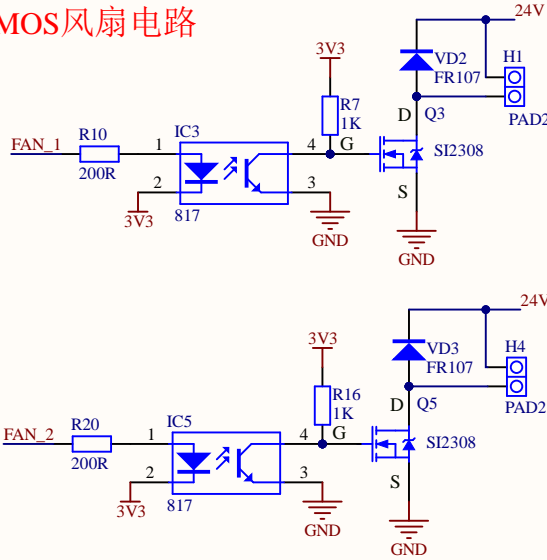 MOS风扇电路
24V
3V3
VD2
FR107
H1
R7
1K
D
Q3
PAD2
FAN_1
R10
200R
1
IC3
4
G
SI2308
2
3
S
3V3
817
GND
GND
24V
3V3
VD3
FR107
H4
R16
1K
D
Q5
PAD2
FAN_2
R20
200R
1
IC5
4
G
SI2308
2
3
S
3V3
817
GND
GND